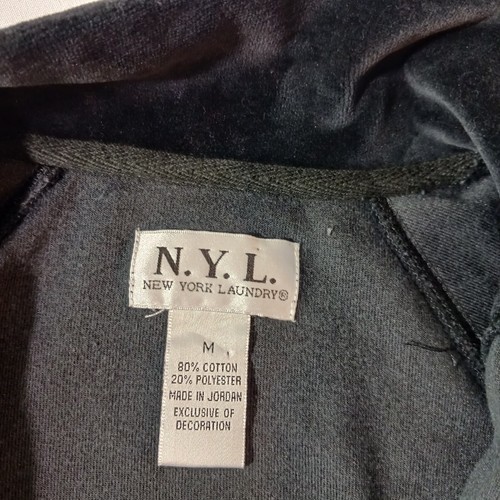 N.Y.L.
NEW YORK LAUNDRY®
M
80% COTTON
20% POLYESTER
MADE IN JORDAN
EXCLUSIVE OF
DECORATION